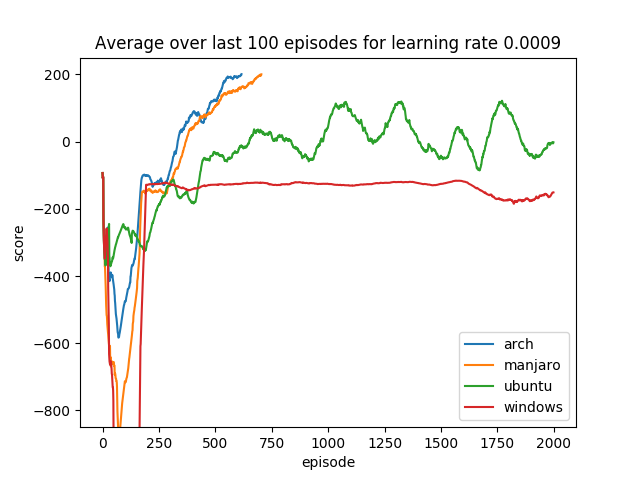 Average over last 100 episodes for learning rate 0.0009
score
200
0
−200
−400
−600
−800
0
250
500
750
1000
1250
1500
1750
2000
episode
arch
manjaro
ubuntu
windows